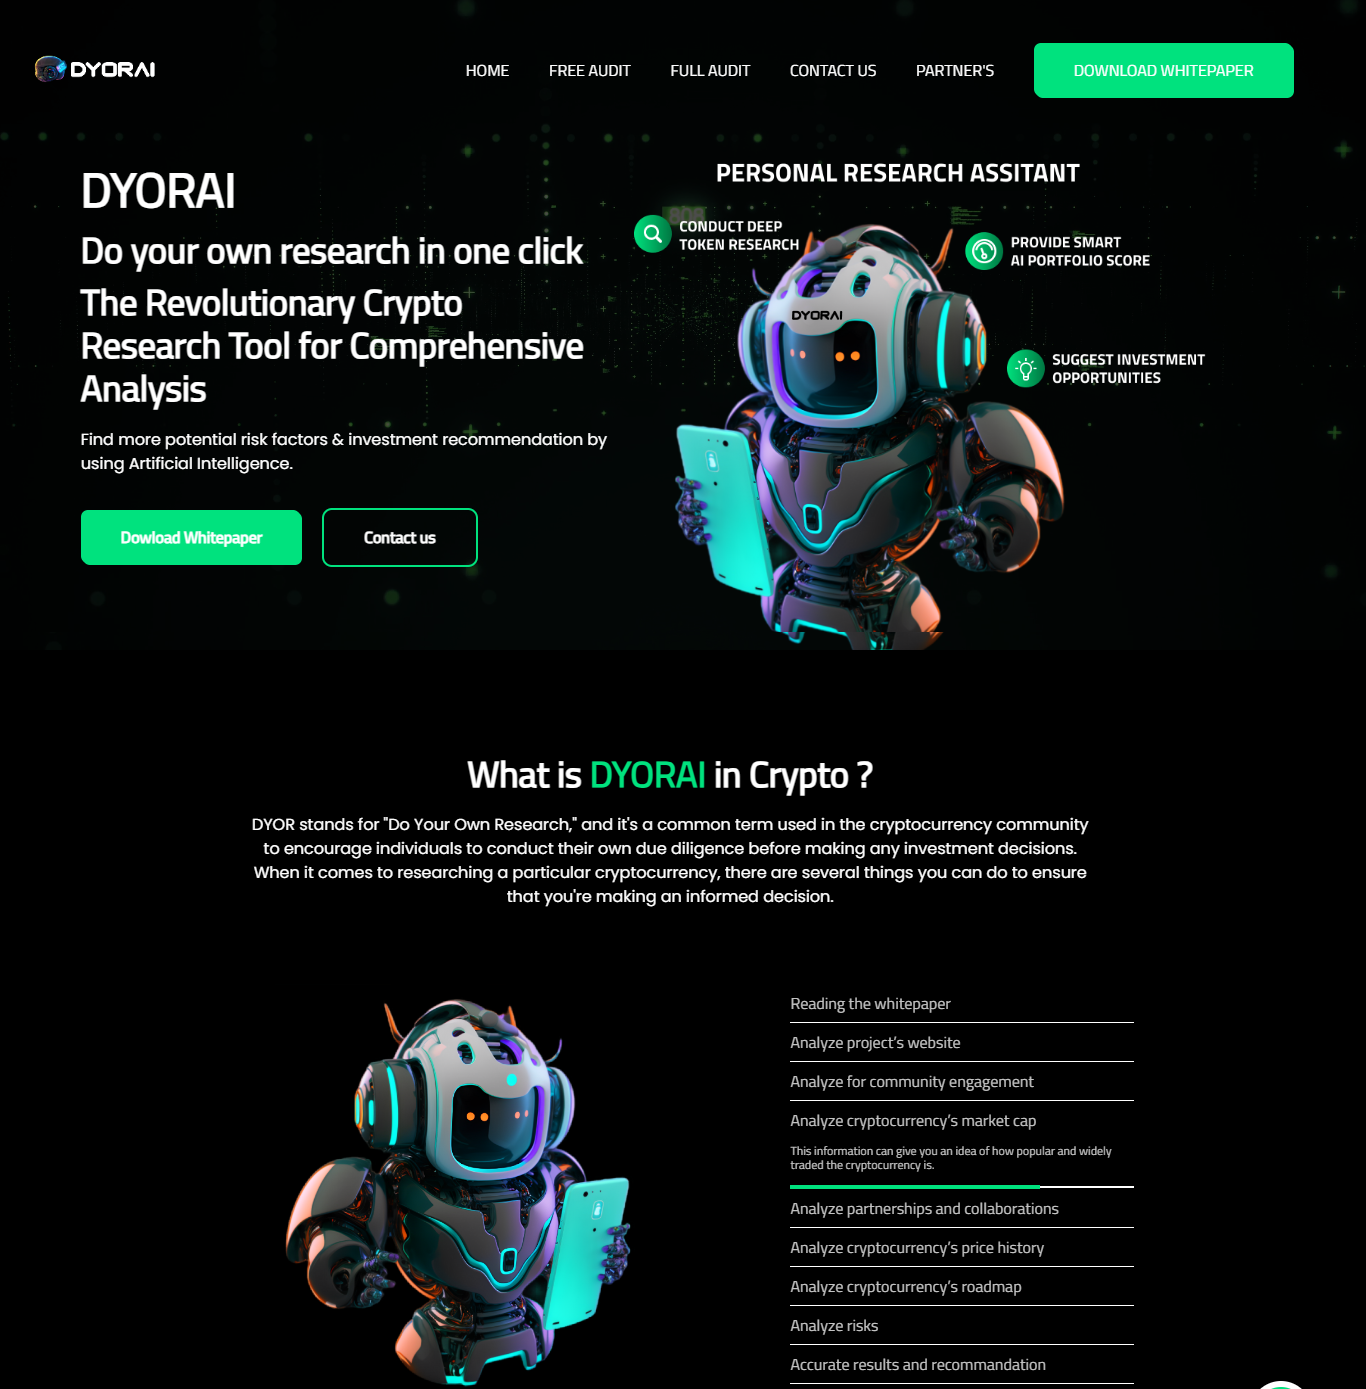 DYORAI
HOME
FREE AUDIT
FULL AUDIT
CONTACT US
PARTNER'S
DOWNLOAD WHITEPAPER
DYORAI
Do your own research in one click
The Revolutionary Crypto
Research Tool for Comprehensive
Analysis
Find more potential risk factors & investment recommendation by
using Artificial Intelligence.
Dowload Whitepaper
Contact us
PERSONAL RESEARCH ASSITANT
CONDUCT DEEP
TOKEN RESEARCH
PROVIDE SMART
AI PORTFOLIO SCORE
DYORAI
SUGGEST INVESTMENT
OPPORTUNITIES
What is DYORAI in Crypto ?
DYOR stands for "Do Your Own Research," and it's a common term used in the cryptocurrency community
to encourage individuals to conduct their own due diligence before making any investment decisions.
When it comes to researching a particular cryptocurrency, there are several things you can do to ensure
that you're making an informed decision.
Reading the whitepaper
Analyze project’s website
Analyze for community engagement
Analyze cryptocurrency’s market cap
This information can give you an idea of how popular and widely
traded the cryptocurrency is.
Analyze partnerships and collaborations
Analyze cryptocurrency’s price history
Analyze cryptocurrency’s roadmap
Analyze risks
Accurate results and recommandation